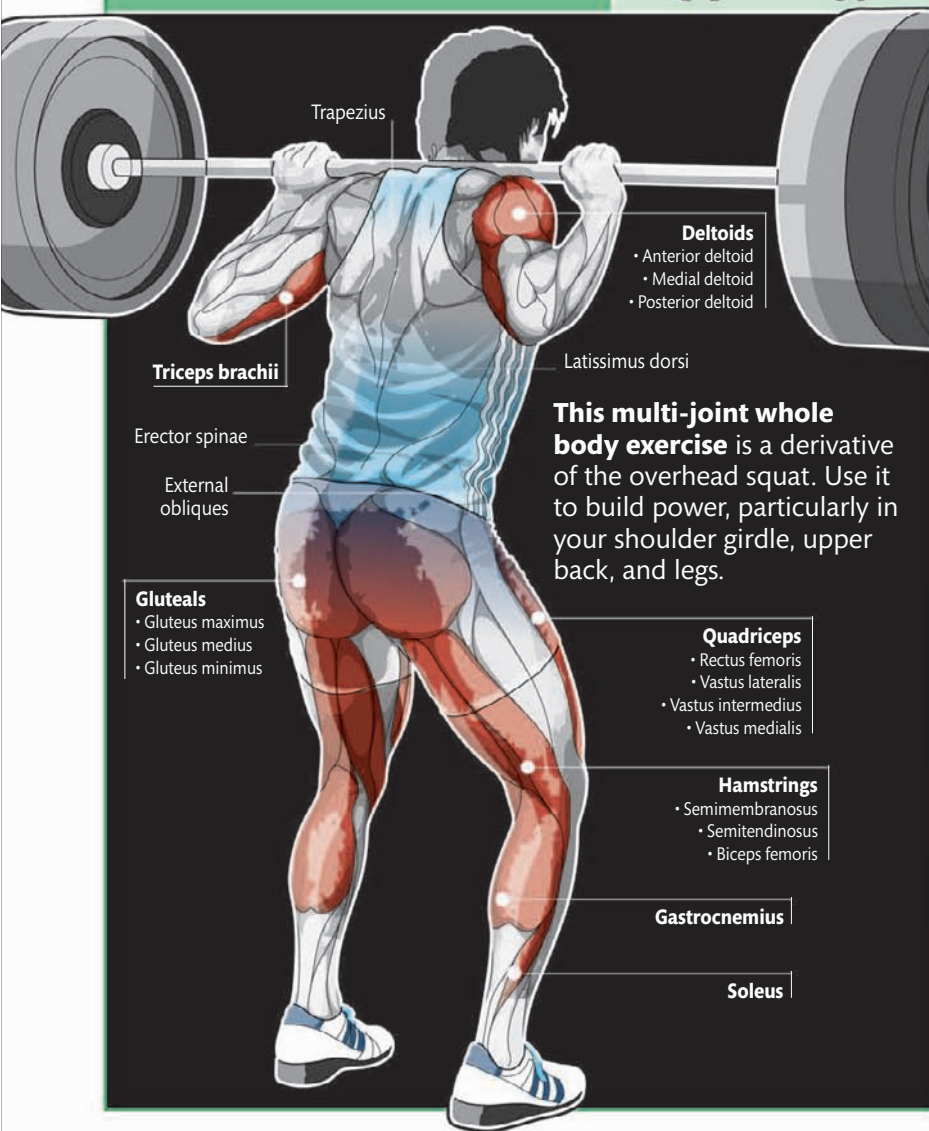 Trapezius
Deltoids
• Anterior deltoid
• Medial deltoid
• Posterior deltoid
Triceps brachii
Latissimus dorsi
Erector spinae
External
obliques
This multi-joint whole
body exercise is a derivative
of the overhead squat. Use it
to build power, particularly in
your shoulder girdle, upper
back, and legs.
Gluteals
• Gluteus maximus
• Gluteus medius
• Gluteus minimus
Quadriceps
• Rectus femoris
• Vastus lateralis
• Vastus intermedius
• Vastus medialis
Hamstrings
• Semimembranosus
• Semitendinosus
• Biceps femoris
Gastrocnemius
Soleus